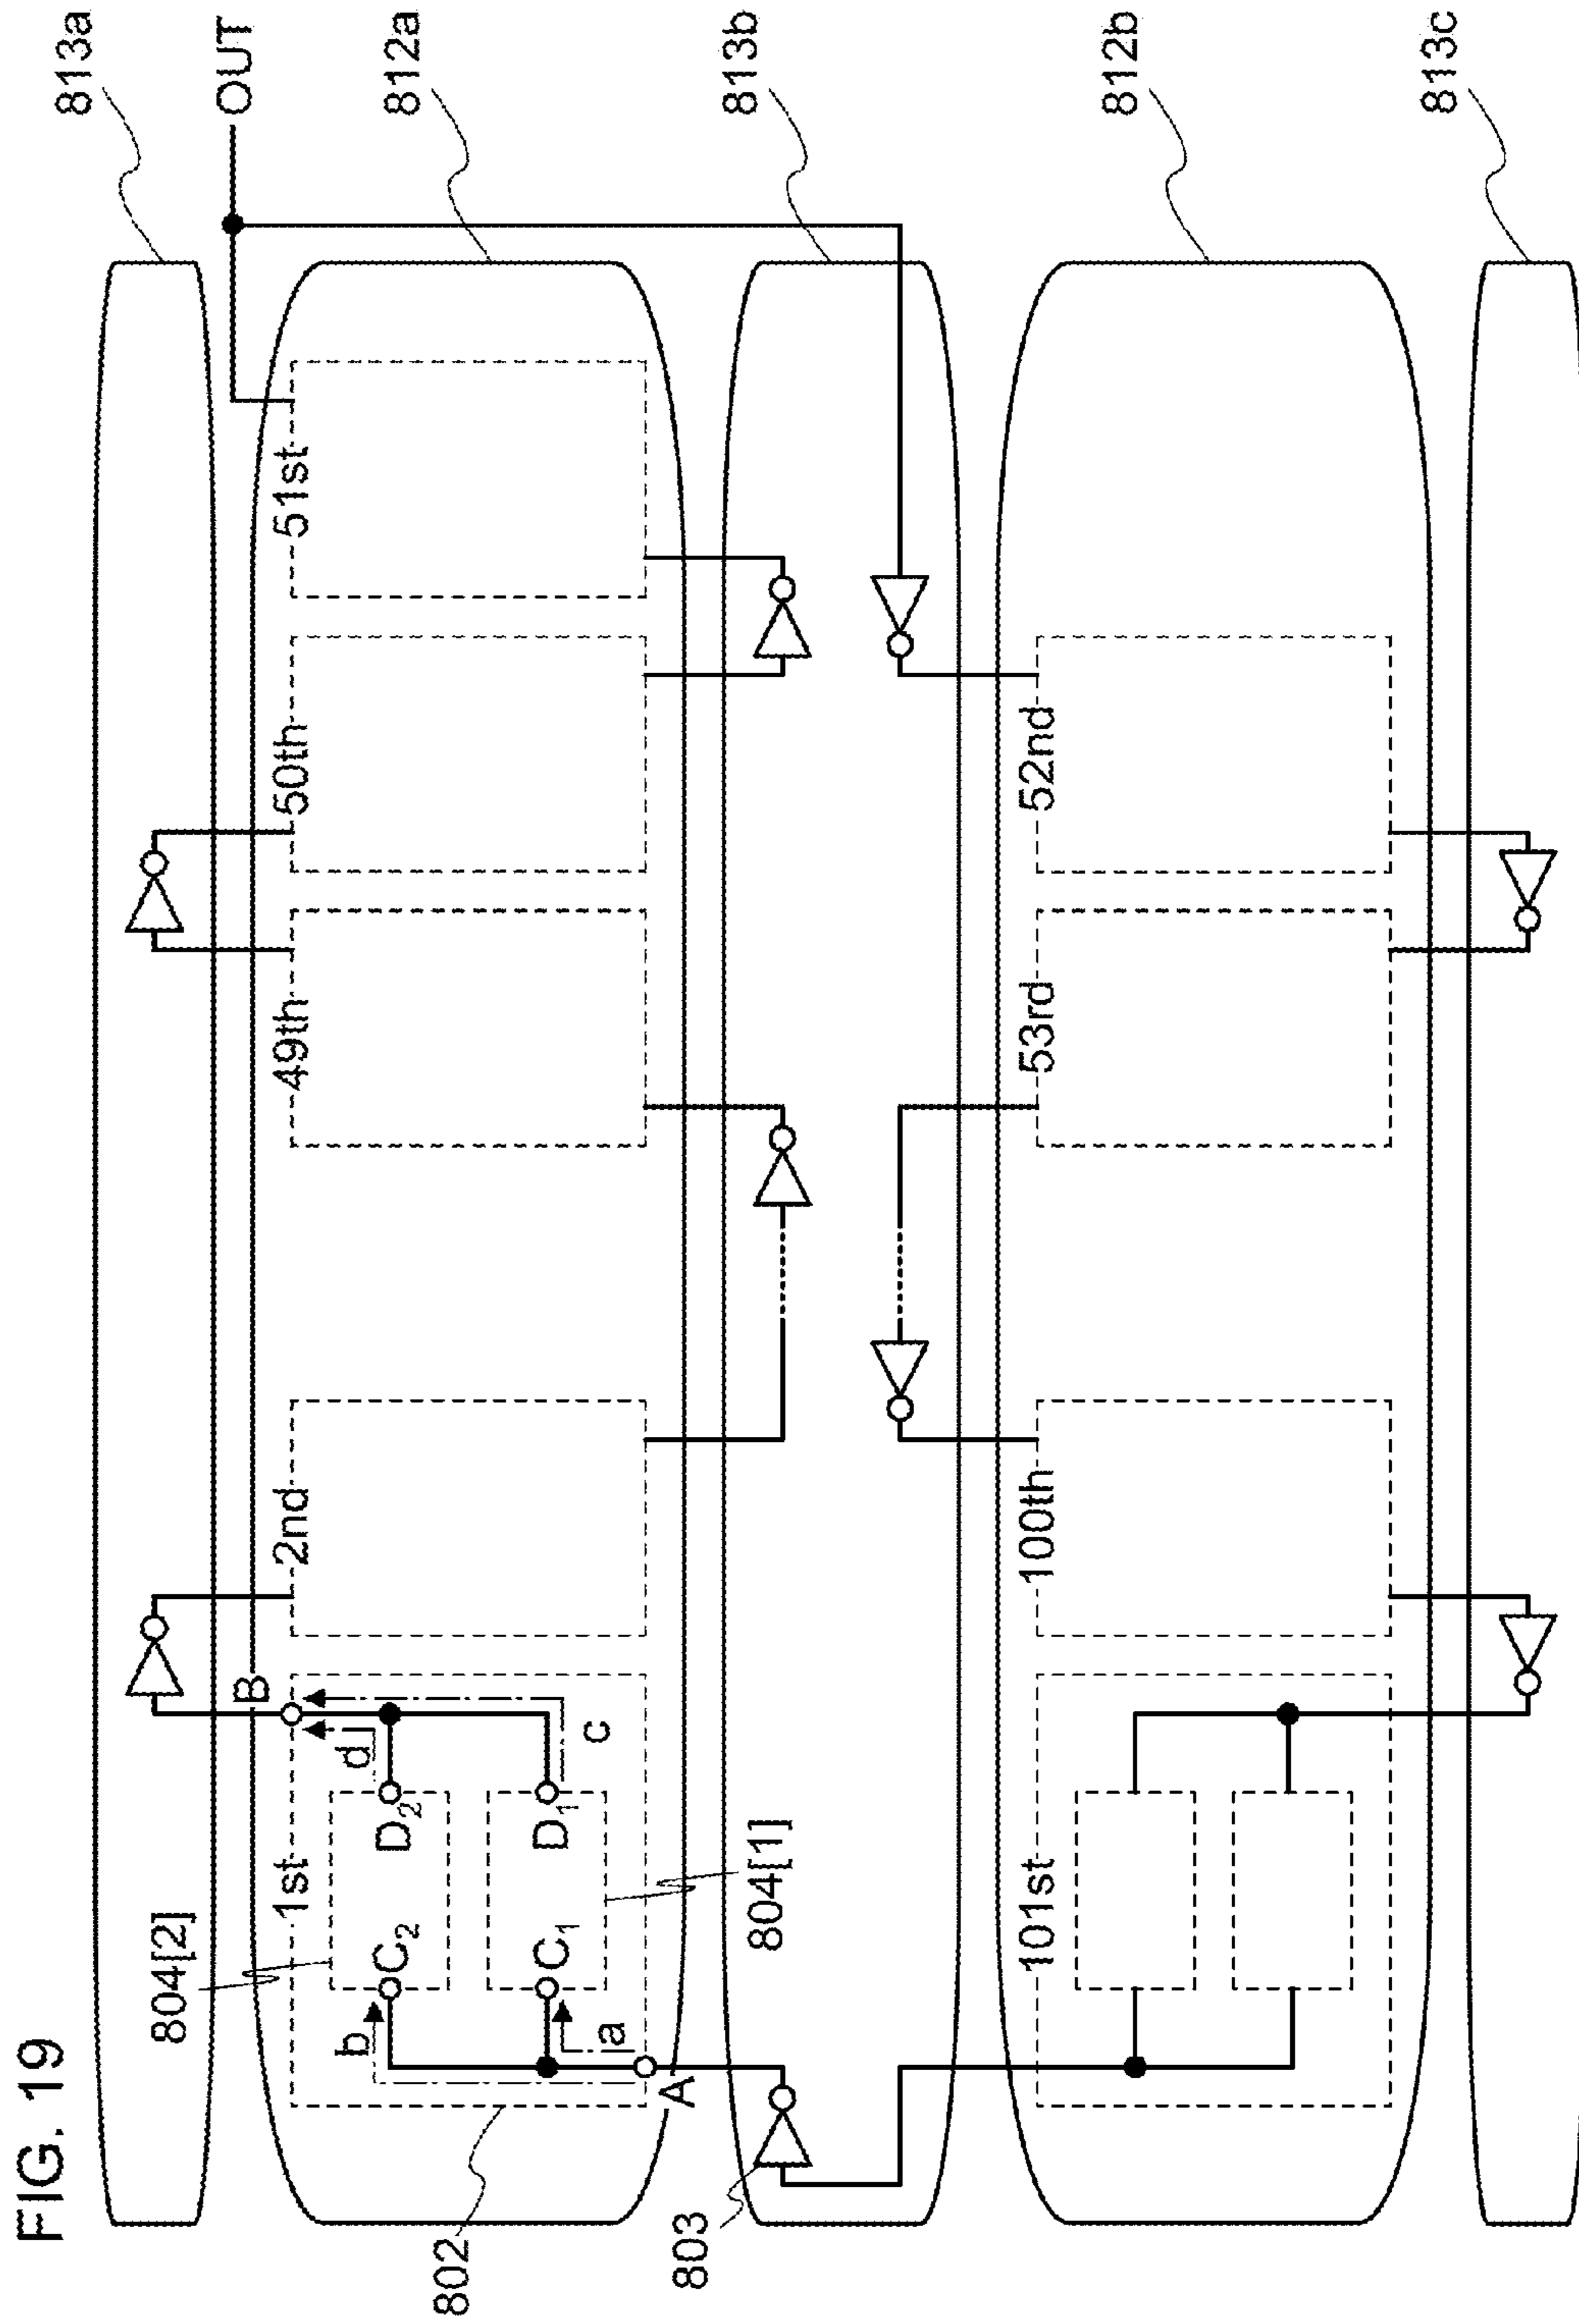 FIG. 19
813a
OUT
812a
813b
812b
813c
804[2]
1st
2nd
49th
50th
51st
B
b
C2
D2
d
a
C1
D1
c
A
802
803
804[1]
101st
100th
53rd
52nd